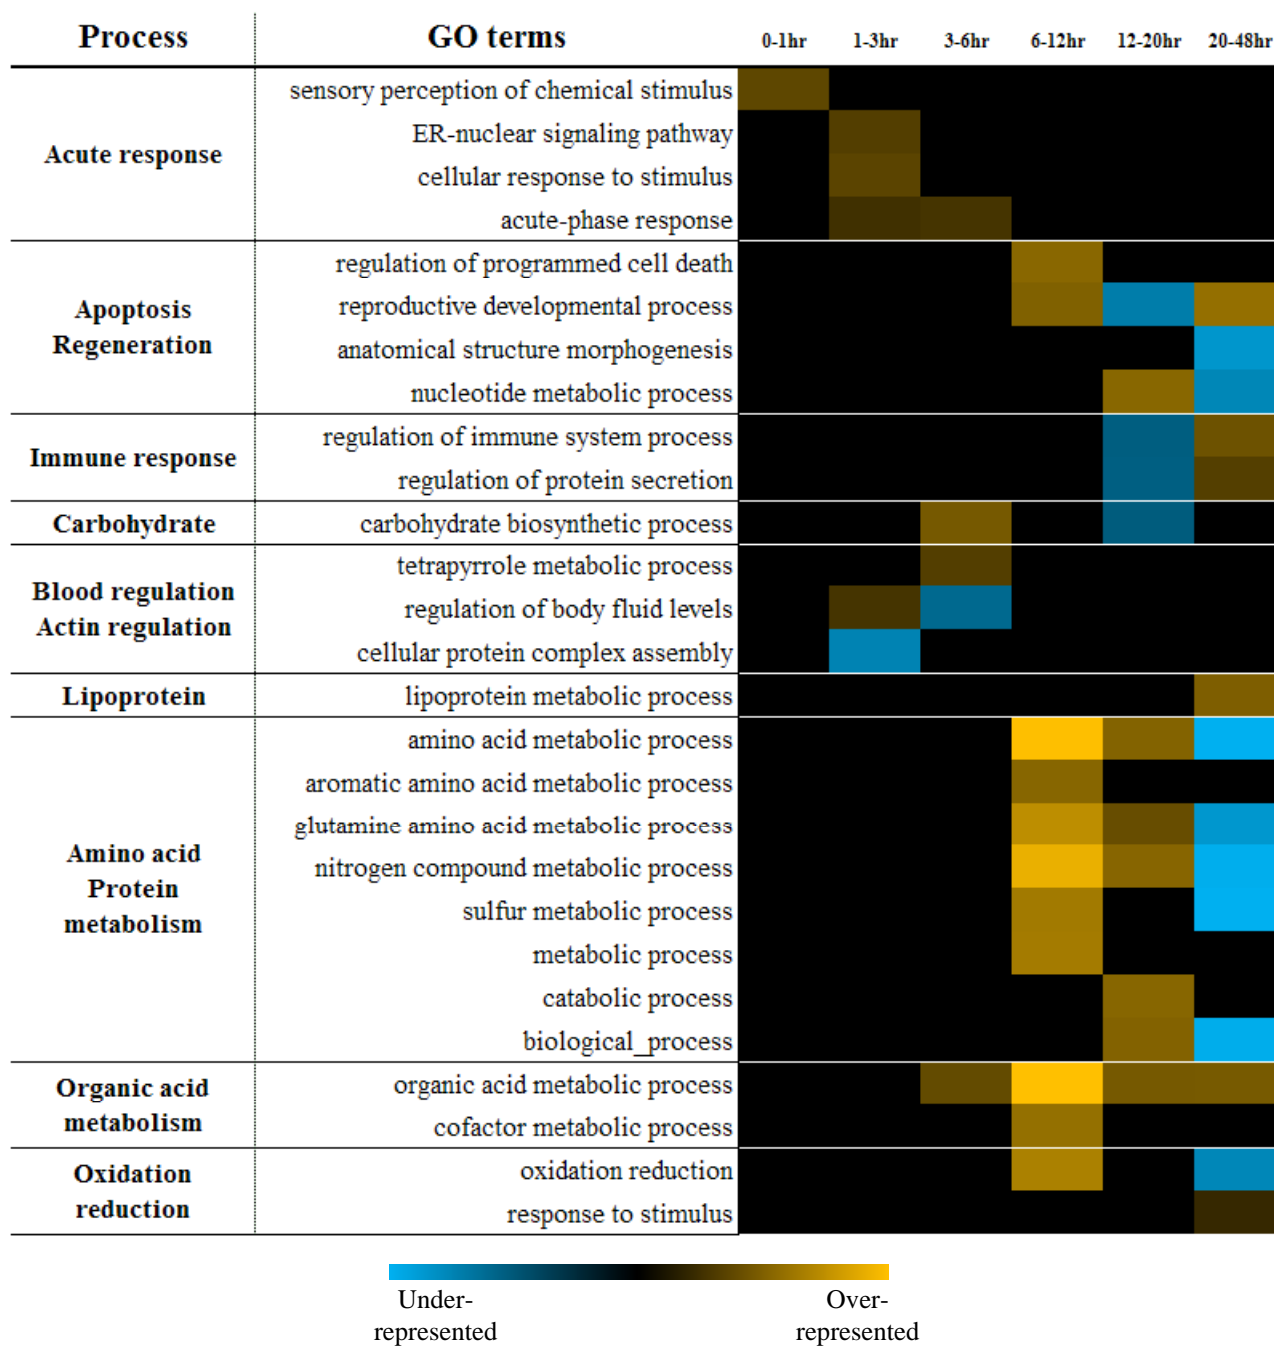 Process GO terms 0-1hr 1-3hr 3-6hr 6-12hr 12-20hr 20-48hr
Acute response
sensory perception of chemical stimulus
ER-nuclear signaling pathway
cellular response to stimulus
acute-phase response
Apoptosis
Regeneration
regulation of programmed cell death
reproductive developmental process
anatomical structure morphogenesis
nucleotide metabolic process
Immune response
regulation of immune system process
regulation of protein secretion
Carbohydrate
carbohydrate biosynthetic process
Blood regulation
Actin regulation
tetrapyrrole metabolic process
regulation of body fluid levels
cellular protein complex assembly
Lipoprotein
lipoprotein metabolic process
Amino acid
Protein
metabolism
amino acid metabolic process
aromatic amino acid metabolic process
glutamine amino acid metabolic process
nitrogen compound metabolic process
sulfur metabolic process
metabolic process
catabolic process
biological_process
Organic acid
metabolism
organic acid metabolic process
cofactor metabolic process
Oxidation
reduction
oxidation reduction
response to stimulus
Under-
represented
Over-
represented